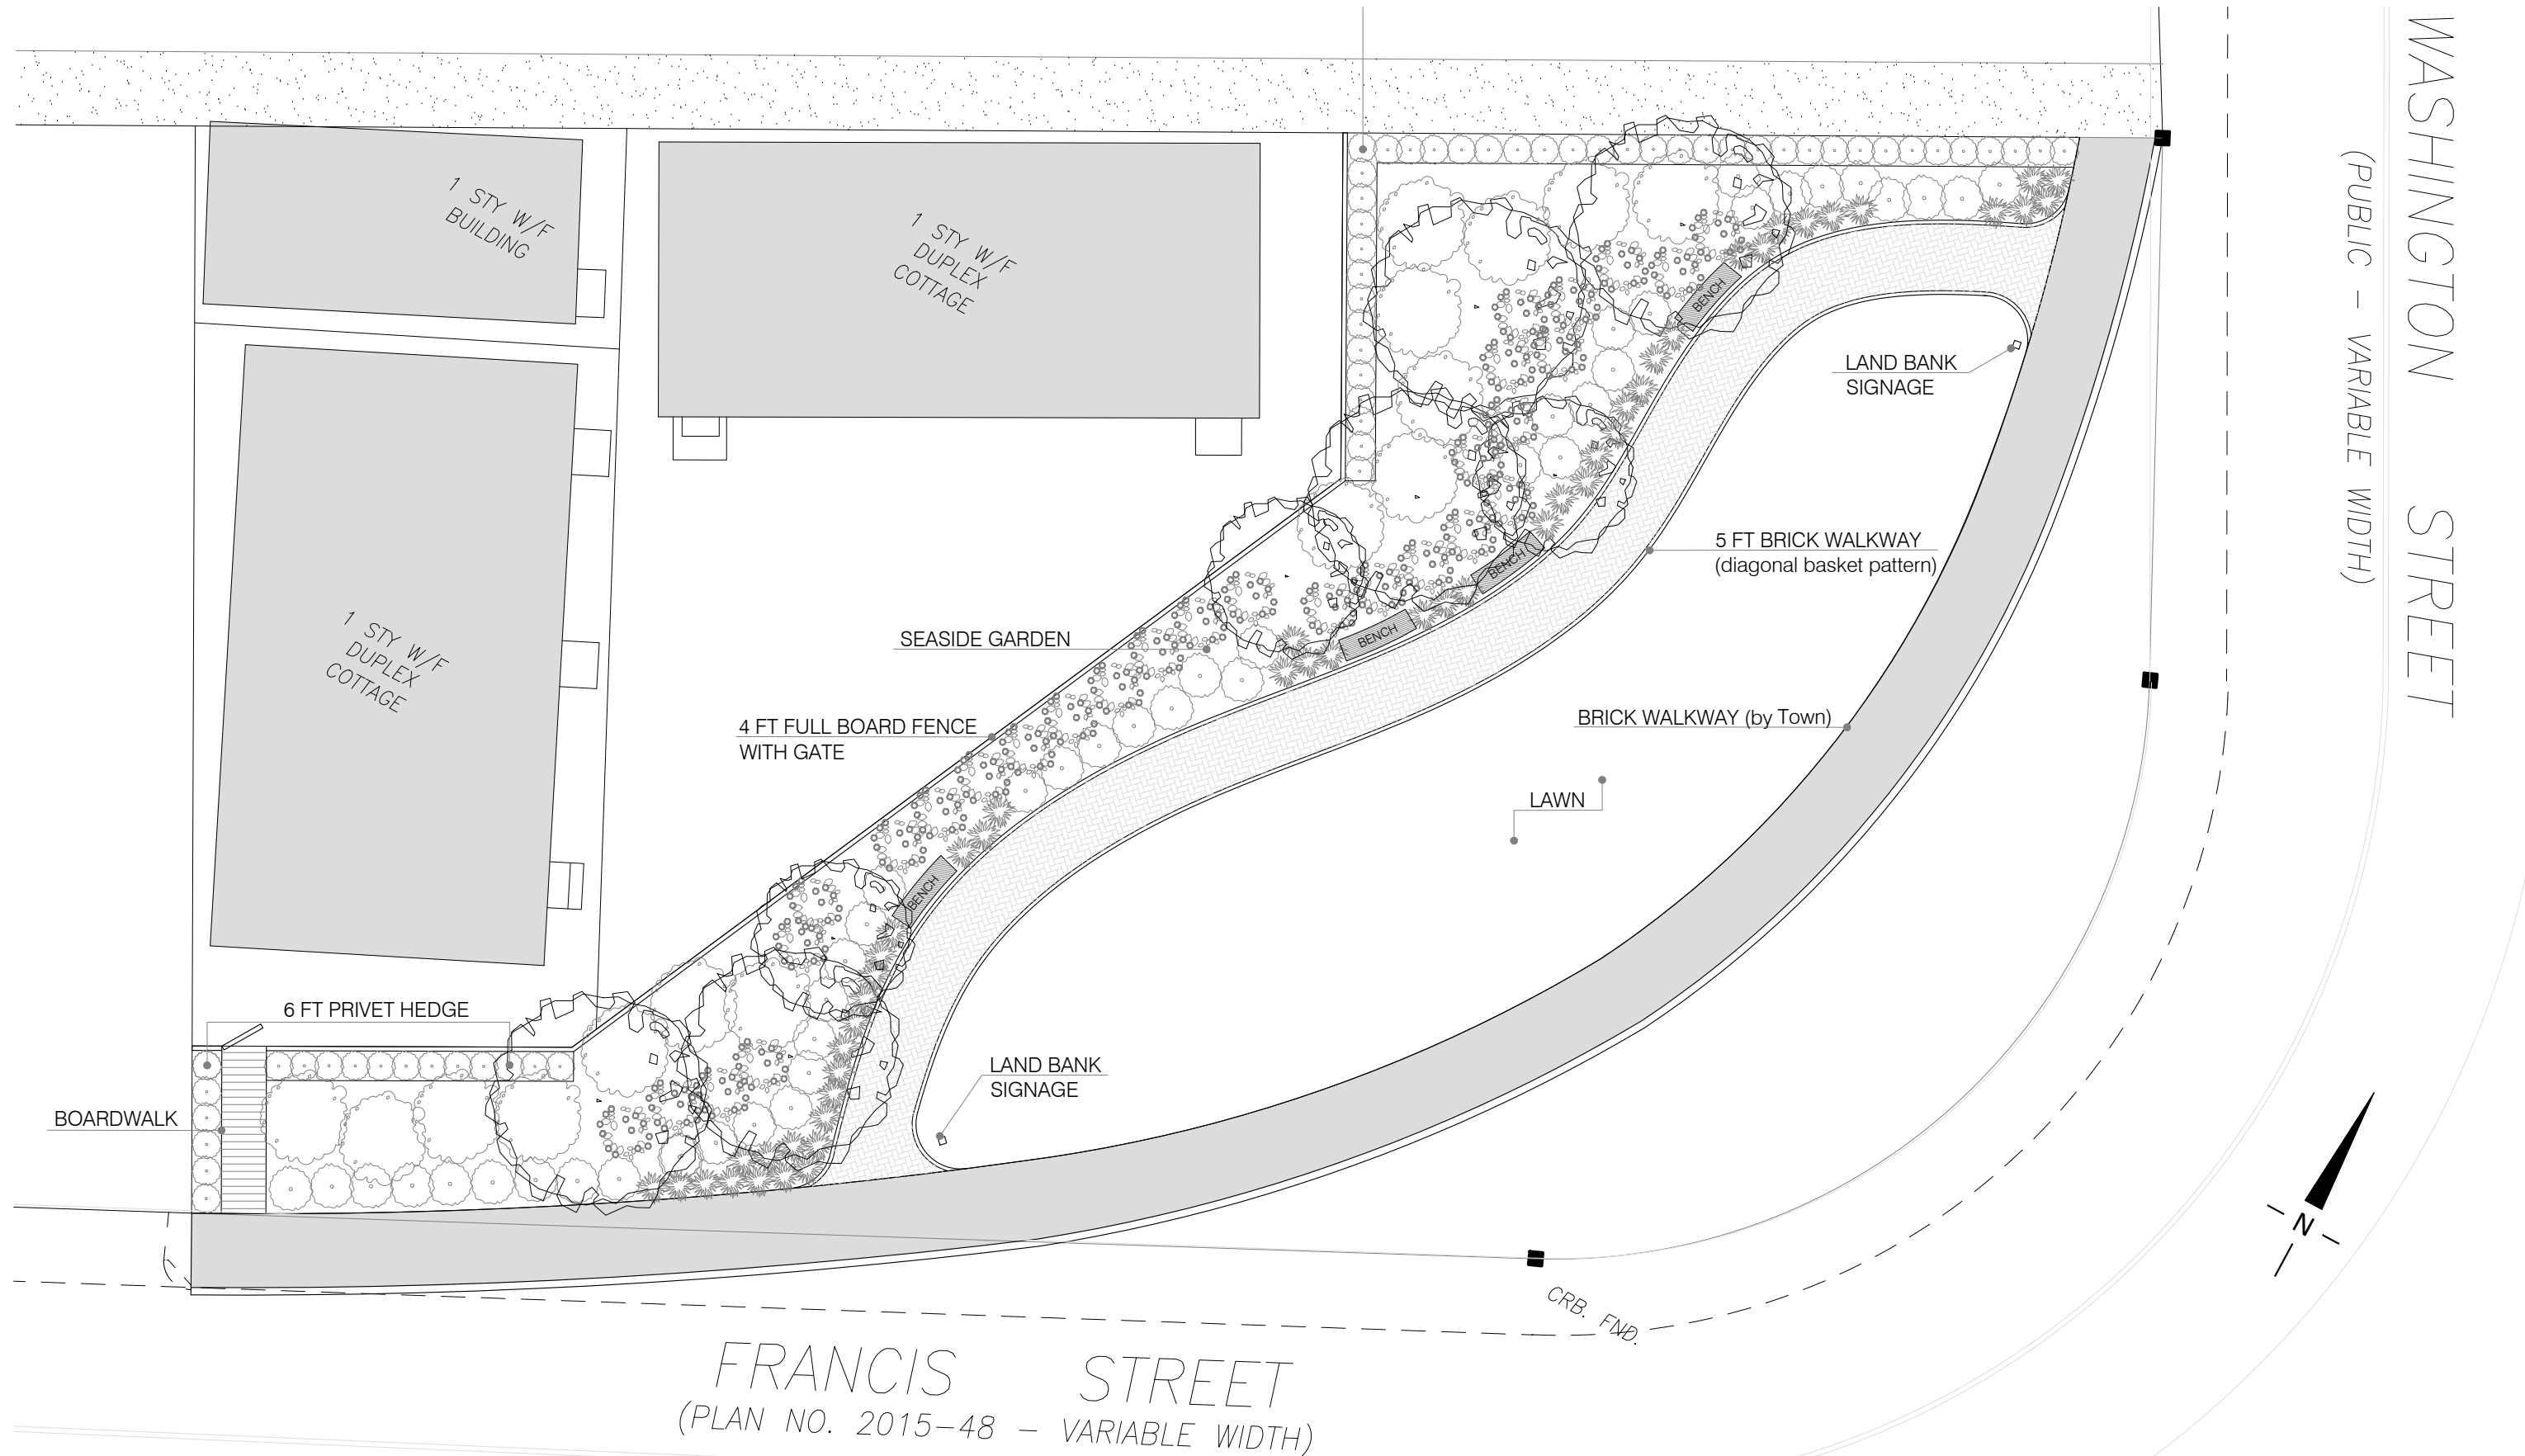 WASHINGTON STREET
(PUBLIC - VARIABLE WIDTH)
1 STY W/F
BUILDING
1 STY W/F
DUPLEX
COTTAGE
BENCH
LAND BANK
SIGNAGE
5 FT BRICK WALKWAY
(diagonal basket pattern)
BENCH
BENCH
SEASIDE GARDEN
1 STY W/F
DUPLEX
COTTAGE
4 FT FULL BOARD FENCE
WITH GATE
BRICK WALKWAY (by Town)
LAWN
BENCH
6 FT PRIVET HEDGE
LAND BANK
SIGNAGE
BOARDWALK
N
CRB. FND.
FRANCIS STREET
(PLAN NO. 2015-48 - VARIABLE WIDTH)